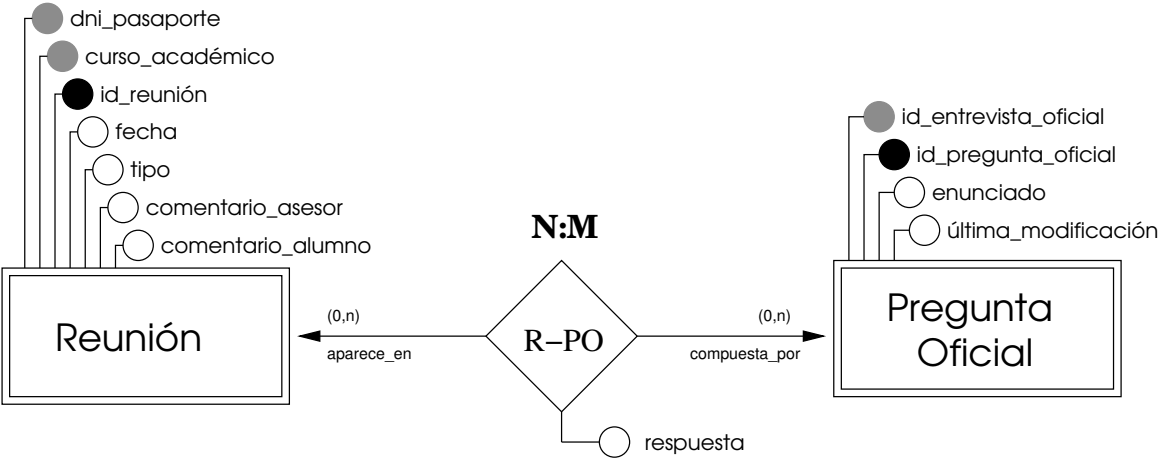 dni_pasaporte
curso_académico
id_reunión
fecha
tipo
comentario_asesor
comentario_alumno
Reunión
N:M
(0,n)
aparece_en
R–PO
(0,n)
compuesta_por
respuesta
id_entrevista_oficial
id_pregunta_oficial
enunciado
última_modificación
Pregunta
Oficial